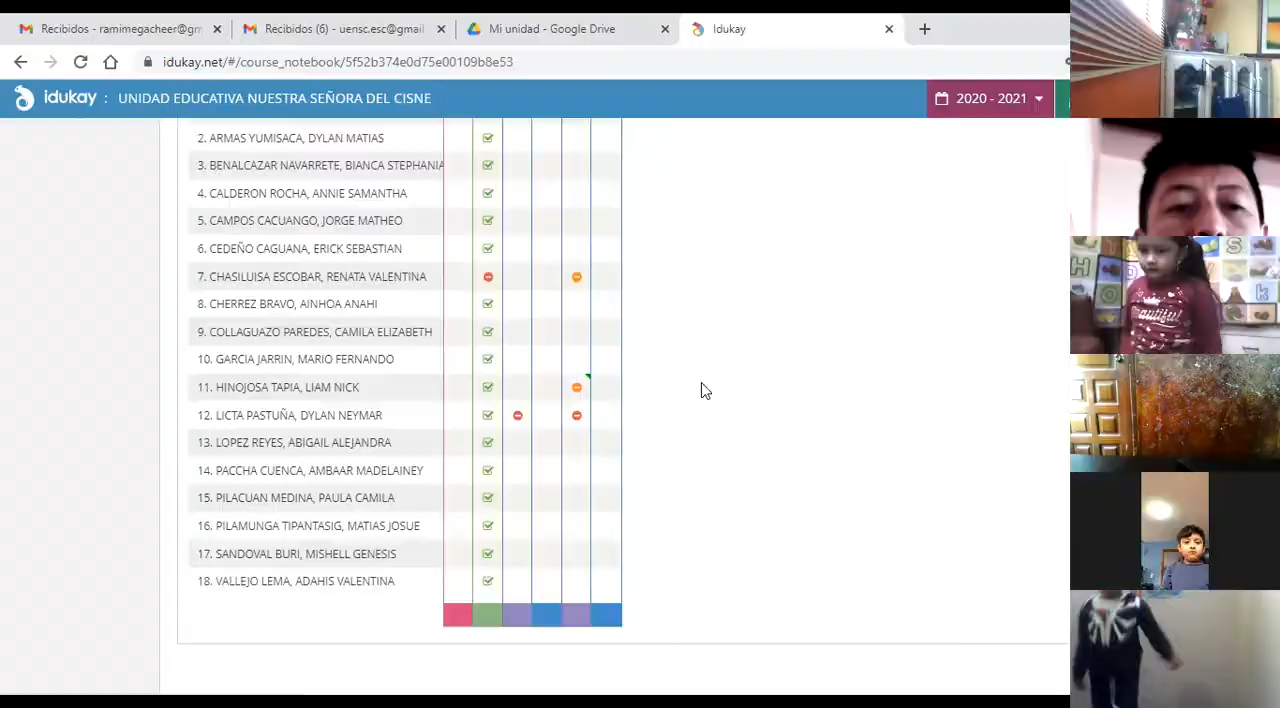 Recibidos - ramimegacheer@gm
Recibidos (6) - uensc.esc@gmail
Mi unidad - Google Drive
Idukay
idukay.net/#/course_notebook/5f52b374e0d75e00109b8e55
idukay : UNIDAD EDUCATIVA NUESTRA SEÑORA DEL CISNE
2020 - 2021
2. ARMAS YUMISACA, DYLAN MATIAS
3. BENALCAZAR NAVARRETE, BIANCA STEPHANIA
4. CALDERON ROCHA, ANNIE SAMANTHA
5. CAMPOS CACUANGO, JORGE MATHEO
6. CEDEÑO CAGUANA, ERICK SEBASTIAN
7. CHASILUISA ESCOBAR, RENATA VALENTINA
8. CHERREZ BRAVO, AINHOA ANAHI
9. COLLAGUAZO PAREDES, CAMILA ELIZABETH
10. GARCIA JARRIN, MARIO FERNANDO
11. HINOJOSA TAPIA, LIAM NICK
12. LICTA PASTUÑA, DYLAN NEYMAR
13. LOPEZ REYES, ABIGAIL ALEJANDRA
14. PACCHA CUENCA, AMBAAR MADELAINEY
15. PILACUAN MEDINA, PAULA CAMILA
16. PILAMUNGA TIPANTASIG, MATIAS JOSUE
17. SANDOVAL BURI, MISHELL GENESIS
18. VALLEJO LEMA, ADAHIS VALENTINA
S
H
O
k
beautiful